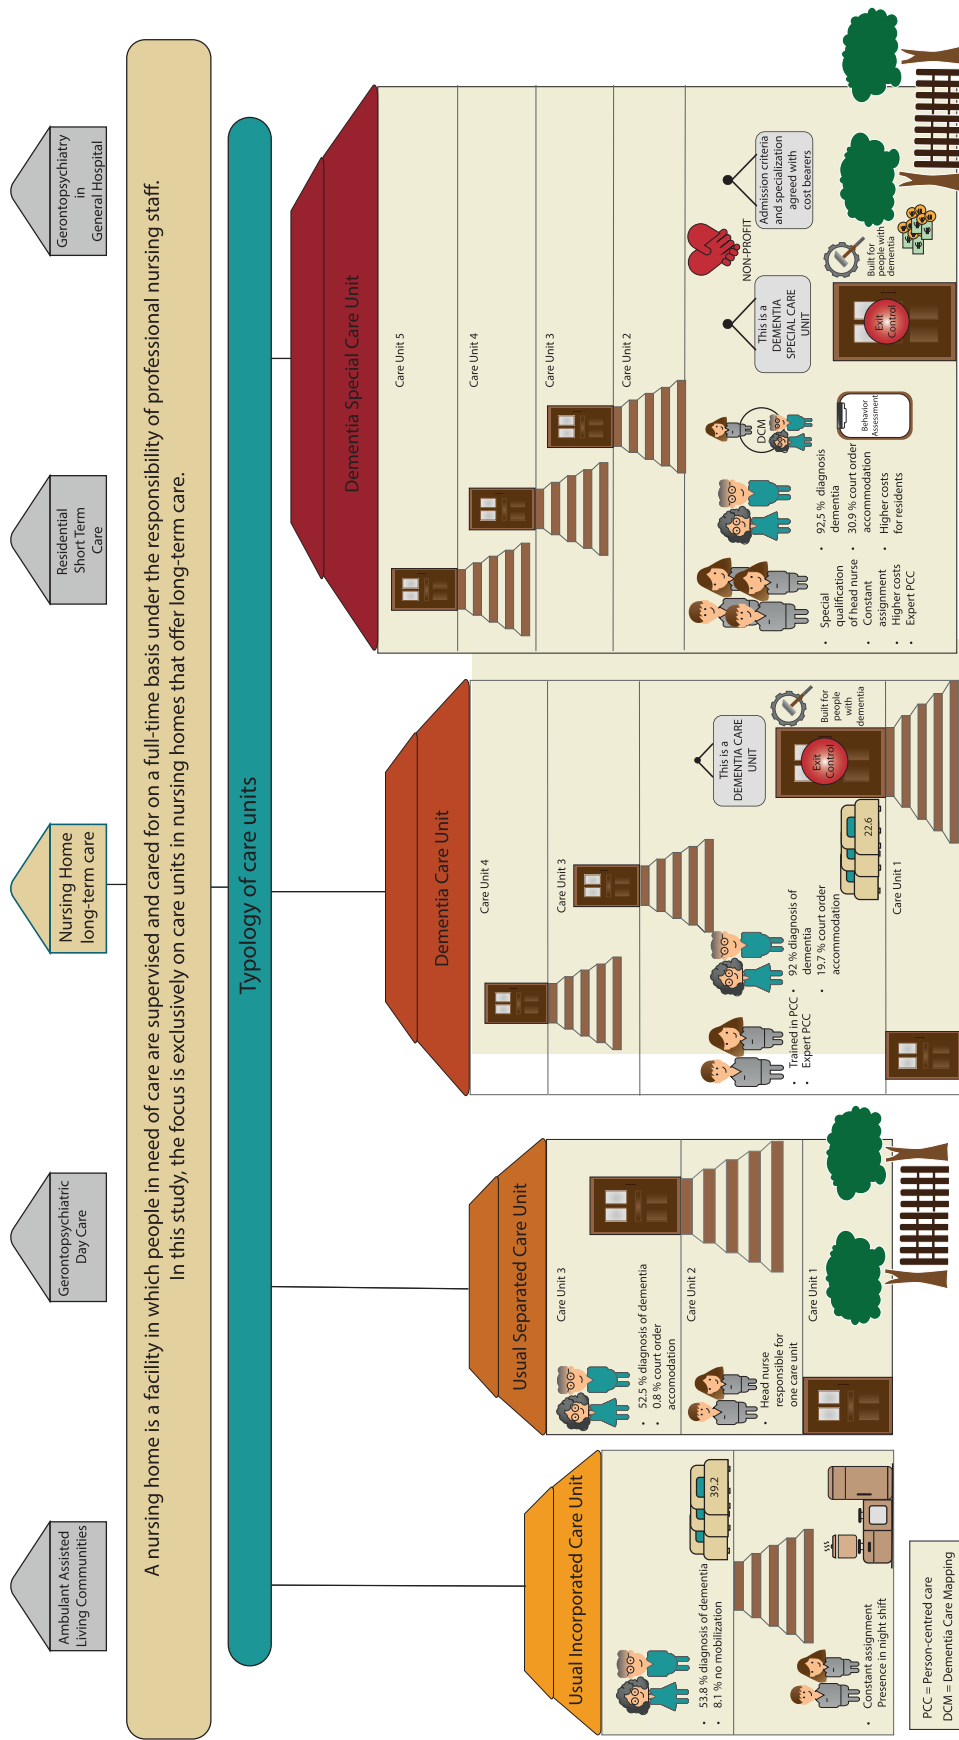 Ambulant Assisted
Living Communities
Gerontopsychiatric
Day Care
Nursing Home
long-term care
Residential
Short Term
Care
Gerontopsychiatry
in
General Hospital
A nursing home is a facility in which people in need of care are supervised and cared for on a full-time basis under the responsibility of professional nursing staff.
In this study, the focus is exclusively on care units in nursing homes that offer long-term care.
Typology of care units
Usual Incorporated Care Unit
• 53.8 % diagnosis of dementia
• 8.1 % no mobilization
39.2
• Constant assignment
Presence in night shift
PCC = Person-centred care
DCM = Dementia Care Mapping
Usual Separated Care Unit
Care Unit 3
• 52.5 % diagnosis of dementia
• 0.8 % court order
accomodation
Care Unit 2
• Head nurse
responsible for
one care unit
Care Unit 1
Dementia Care Unit
Care Unit 4
Care Unit 3
This is a
DEMENTIA CARE
UNIT
• Trained in PCC
• Expert PCC
• 92 % diagnosis of
dementia
• 19.7 % court order
accommodation
22.6
Exit
Control
Built for
people
with
dementia
Care Unit 1
Dementia Special Care Unit
Care Unit 5
Care Unit 4
Care Unit 3
Care Unit 2
NON-PROFIT
This is a
DEMENTIA
SPECIAL CARE
UNIT
Admission criteria
and specialization
agreed with
cost bearers
DCM
• Special
qualification
of head nurse
• Constant
assignment
• Higher costs
• Expert PCC
• 92,5 % diagnosis
dementia
• 30.9 % court order
accommodation
• Higher costs
for residents
Behavior
Assessment
Exit
Control
Built for
people with
dementia